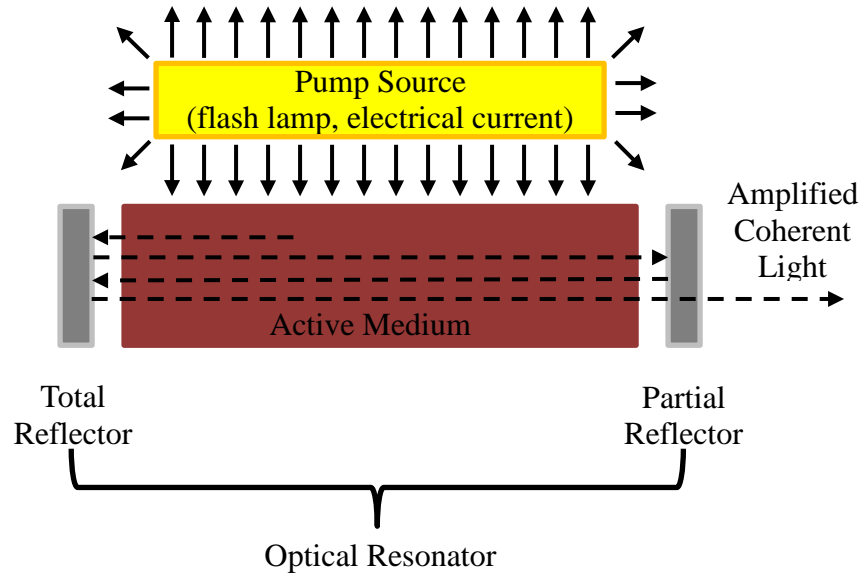 Pump Source
(flash lamp, electrical current)
Amplified
Coherent
Light
Active Medium
Total
Reflector
Partial
Reflector
Optical Resonator